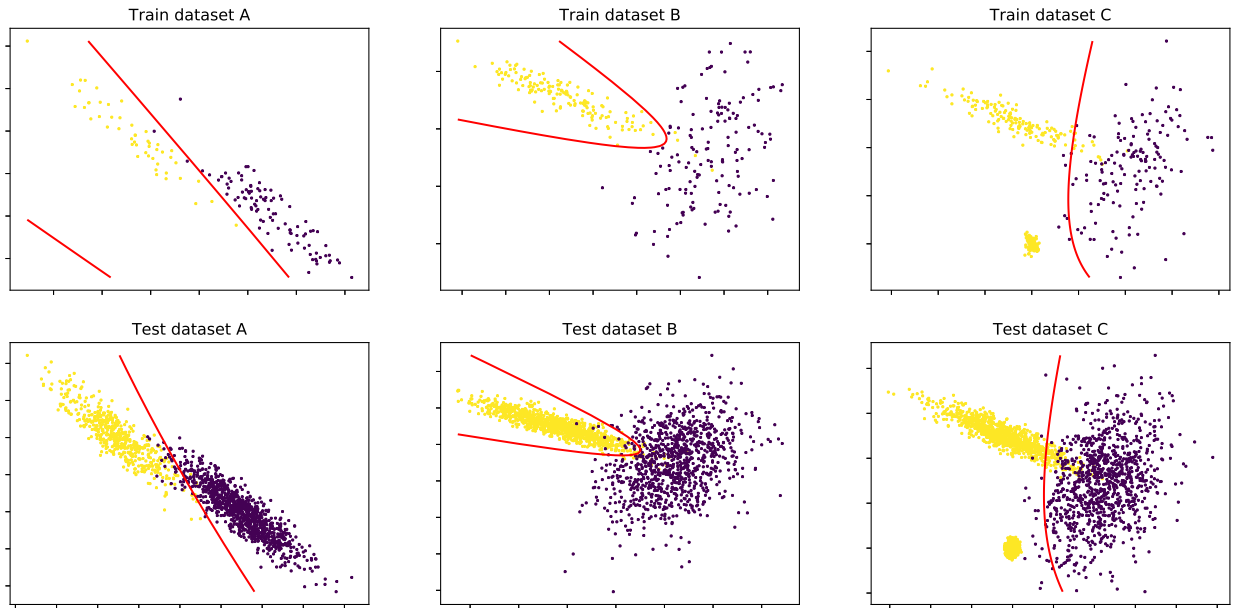 Train dataset A
Train dataset B
Train dataset C
Test dataset A
Test dataset B
Test dataset C